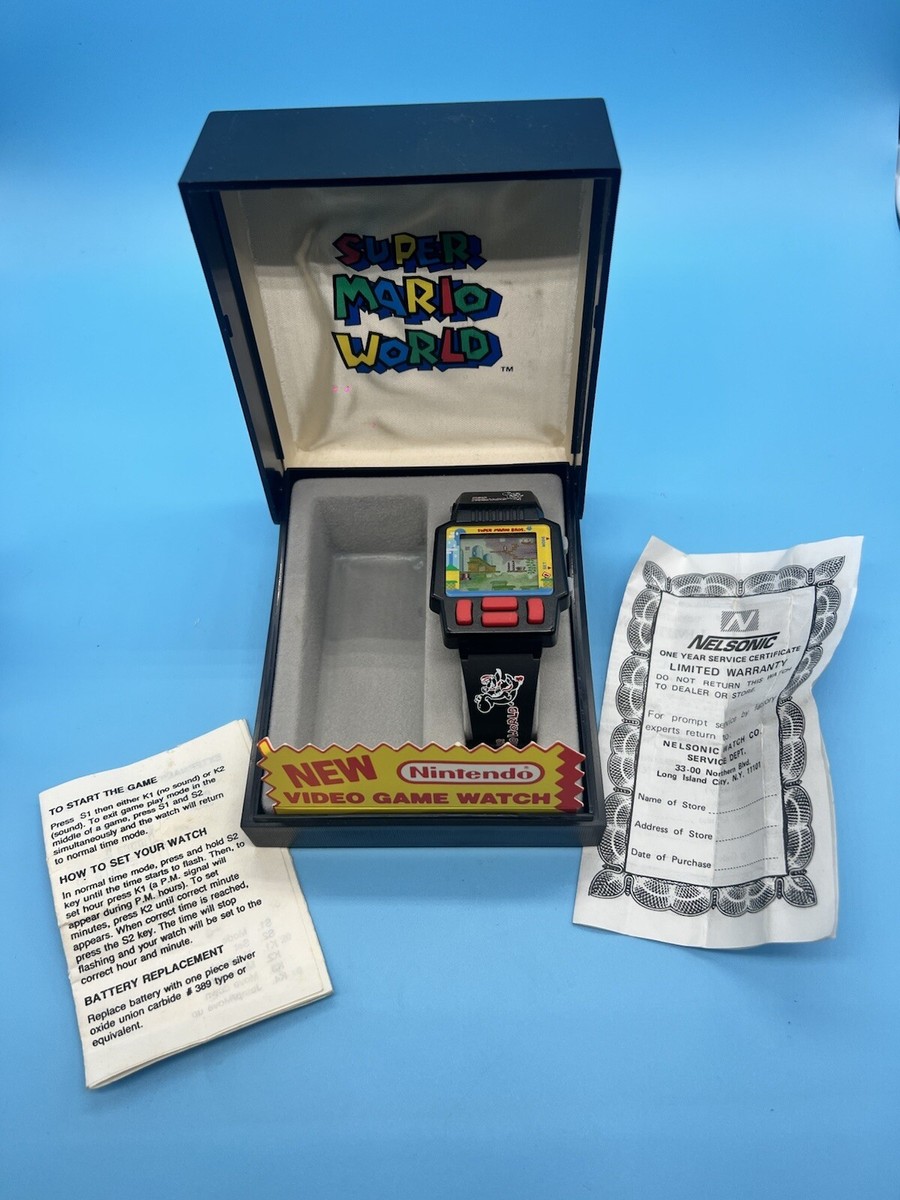 SUPER
MARIO
WORLD
TM
SUPER MARIO BROS.
NEW
Nintendo®
VIDEO GAME WATCH
TO START THE GAME
Press S1 then either K1 (no sound) or K2
(sound). To exit game play mode in the
middle of a game, press S1 and S2
simultaneously and the watch will return
to normal time mode.
HOW TO SET YOUR WATCH
In normal time mode, press and hold S2
key until the time starts to flash. Then, to
set hour press K1 (a P.M. signal will
appear during P.M. hours). To set
minutes, press K2 until correct minute
appears. When correct time is reached,
press the S2 key. The time will stop
flashing and your watch will be set to the
correct hour and minute.
BATTERY REPLACEMENT
Replace battery with one piece silver
oxide union carbide # 389 type or
equivalent.
N
NELSONIC
ONE YEAR SERVICE CERTIFICATE
LIMITED WARRANTY
DO NOT RETURN THIS WATCH
TO DEALER OR STORE
For prompt service by factory
experts return to
NELSONIC WATCH CO.
SERVICE DEPT.
33-00 Northern Blvd.
Long Island City, N.Y. 11101
Name of Store
Address of Store
Date of Purchase